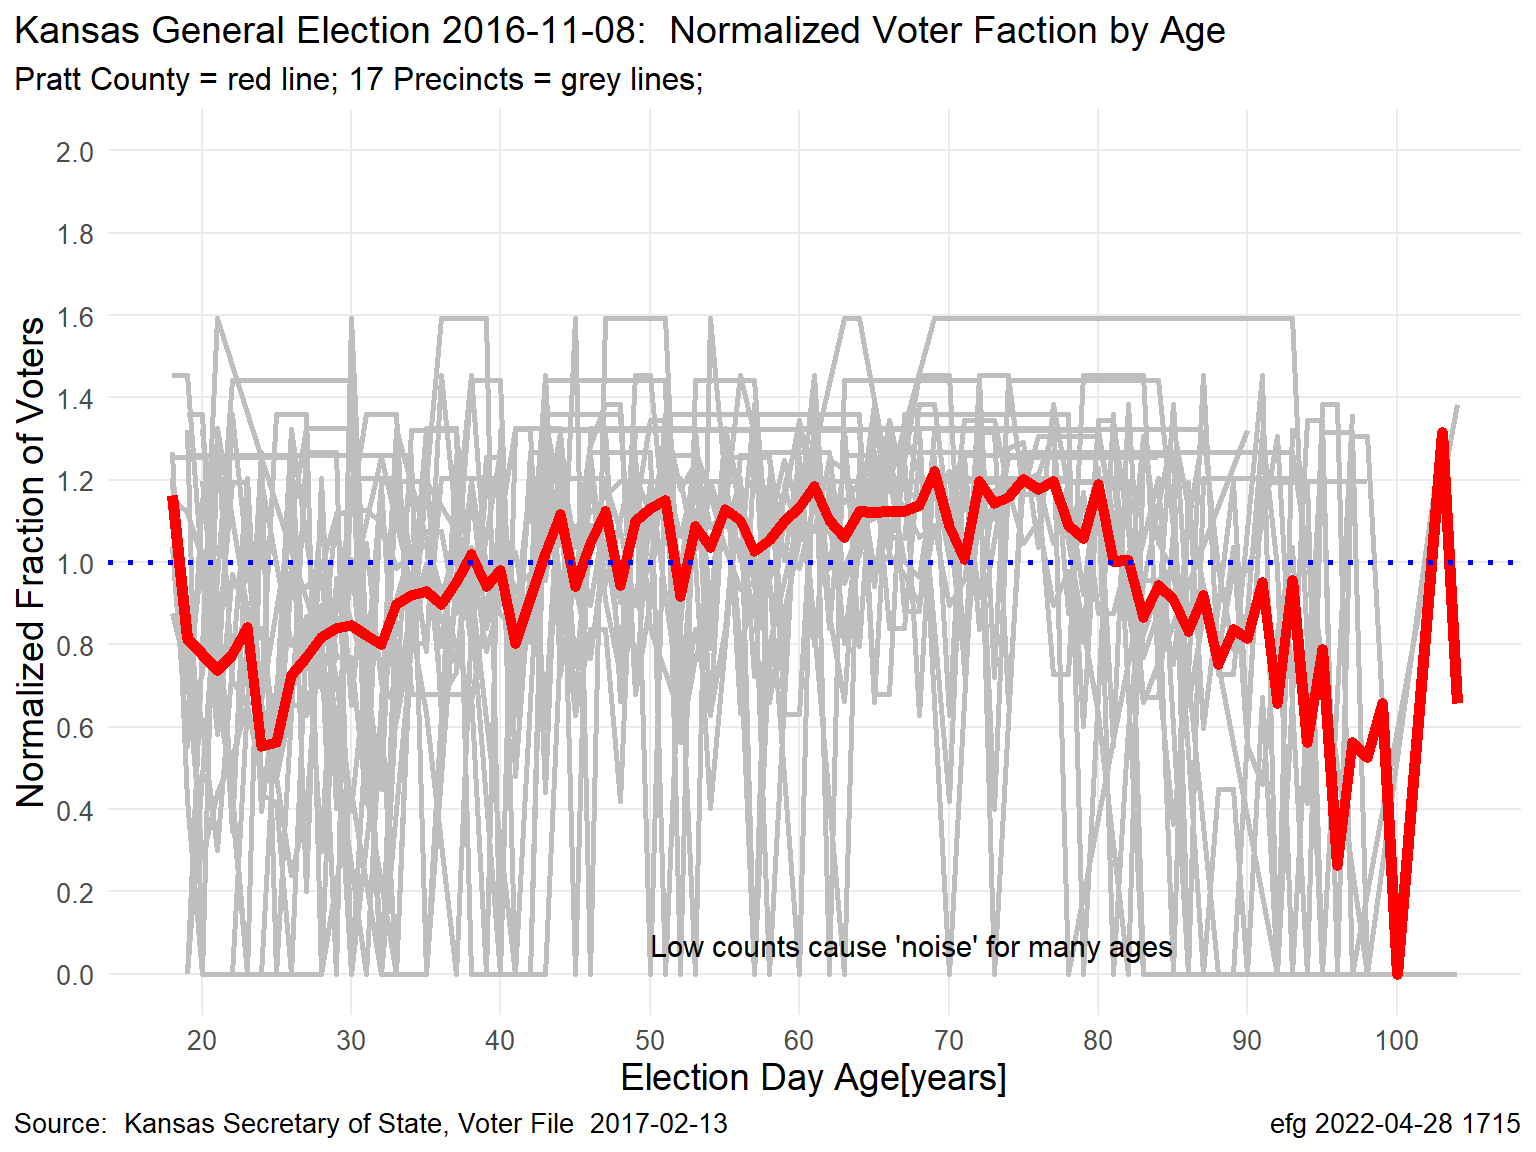 Kansas General Election 2016-11-08:  Normalized Voter Faction by Age
Pratt County = red line; 17 Precincts = grey lines;
Normalized Fraction of Voters
2.0
1.8
1.6
1.4
1.2
1.0
0.8
0.6
0.4
0.2
0.0
Low counts cause 'noise' for many ages
20 30 40 50 60 70 80 90 100
Election Day Age[years]
Source:  Kansas Secretary of State, Voter File  2017-02-13
efg 2022-04-28 1715